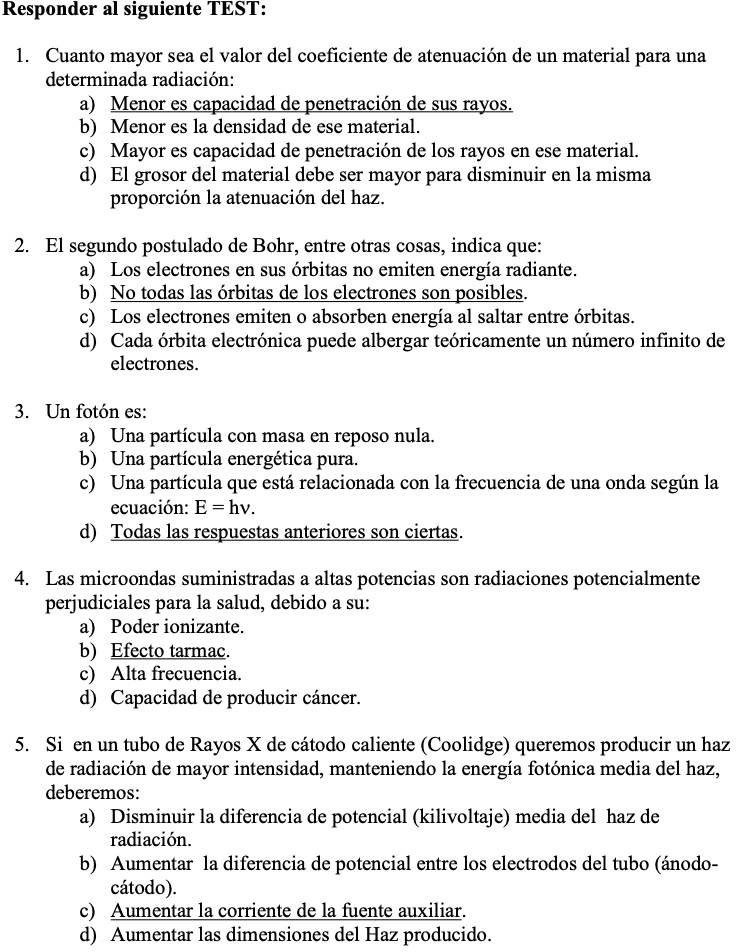 Responder al siguiente TEST:
1. Cuanto mayor sea el valor del coeficiente de atenuación de un material para una
determinada radiación:
a) Menor es capacidad de penetración de sus rayos.
b) Menor es la densidad de ese material.
c) Mayor es capacidad de penetración de los rayos en ese material.
d) El grosor del material debe ser mayor para disminuir en la misma
proporción la atenuación del haz.
2. El segundo postulado de Bohr, entre otras cosas, indica que:
a) Los electrones en sus órbitas no emiten energía radiante.
b) No todas las órbitas de los electrones son posibles.
c) Los electrones emiten o absorben energía al saltar entre órbitas.
d) Cada órbita electrónica puede albergar teóricamente un número infinito de
electrones.
3. Un fotón es:
a) Una partícula con masa en reposo nula.
b) Una partícula energética pura.
c) Una partícula que está relacionada con la frecuencia de una onda según la
ecuación: E = hν.
d) Todas las respuestas anteriores son ciertas.
4. Las microondas suministradas a altas potencias son radiaciones potencialmente
perjudiciales para la salud, debido a su:
a) Poder ionizante.
b) Efecto tarmac.
c) Alta frecuencia.
d) Capacidad de producir cáncer.
5. Si en un tubo de Rayos X de cátodo caliente (Coolidge) queremos producir un haz
de radiación de mayor intensidad, manteniendo la energía fotónica media del haz,
deberemos:
a) Disminuir la diferencia de potencial (kilivoltaje) media del haz de
radiación.
b) Aumentar la diferencia de potencial entre los electrodos del tubo (ánodo-
cátodo).
c) Aumentar la corriente de la fuente auxiliar.
d) Aumentar las dimensiones del Haz producido.